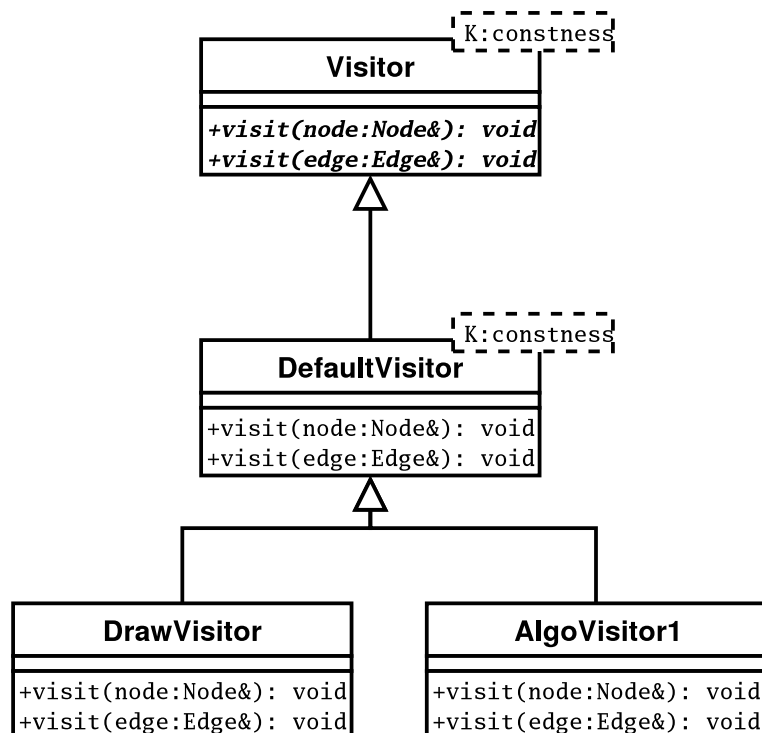 K:constness
Visitor
+visit(node:Node&): void
+visit(edge:Edge&): void
K:constness
DefaultVisitor
+visit(node:Node&): void
+visit(edge:Edge&): void
DrawVisitor
AlgoVisitor1
+visit(node:Node&): void
+visit(node:Node&): void
+visit(edge:Edge&): void
+visit(edge:Edge&): void